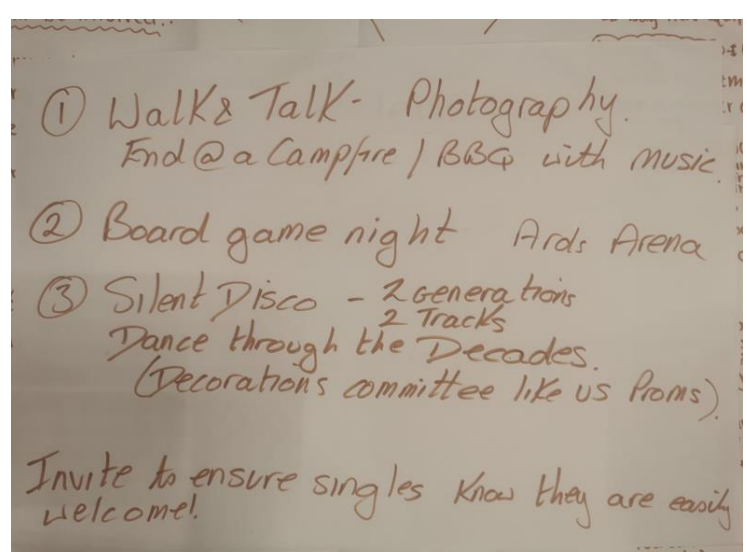 ① Walk & Talk - Photography.
End @ a Campfire / BBQ with music.
② Board game night Ards Arena
③ Silent Disco - 2 Generations
2 Tracks
Dance through the Decades.
(Decorations committee like US Proms).
Invite to ensure singles know they are easily
welcome!